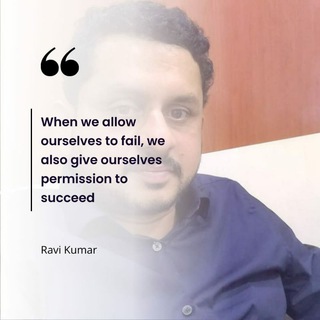 ❝
When we allow
ourselves to fail, we
also give ourselves
permission to
succeed
Ravi Kumar